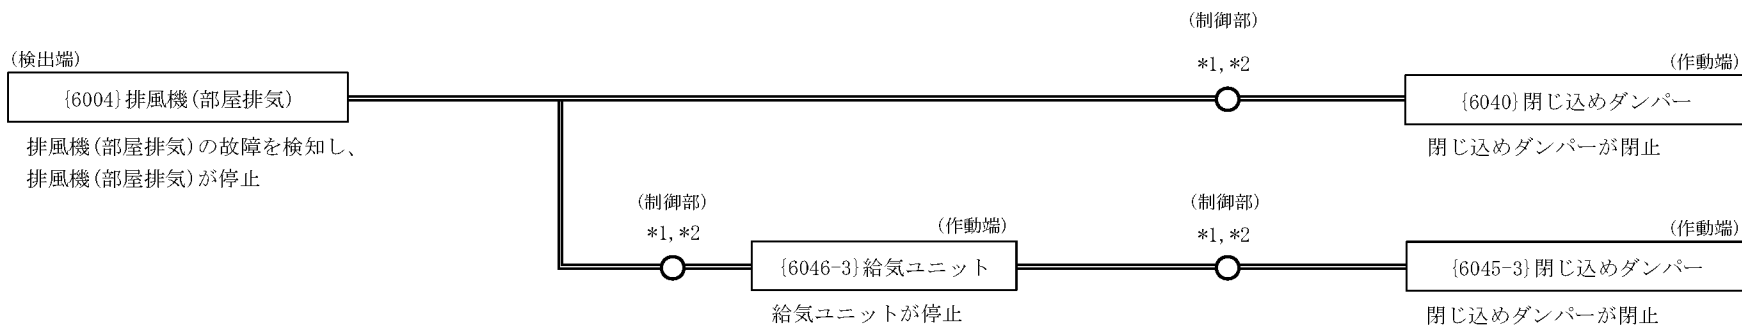 (制御部)
(検出端)
*1, *2
(作動端)
{6004}排風機(部屋排気)
{6040}閉じ込めダンパー
排風機(部屋排気)の故障を検知し、
排風機(部屋排気)が停止
閉じ込めダンパーが閉止
(制御部)
*1, *2
(作動端)
(制御部)
*1, *2
(作動端)
{6046-3}給気ユニット
{6045-3}閉じ込めダンパー
給気ユニットが停止
閉じ込めダンパーが閉止